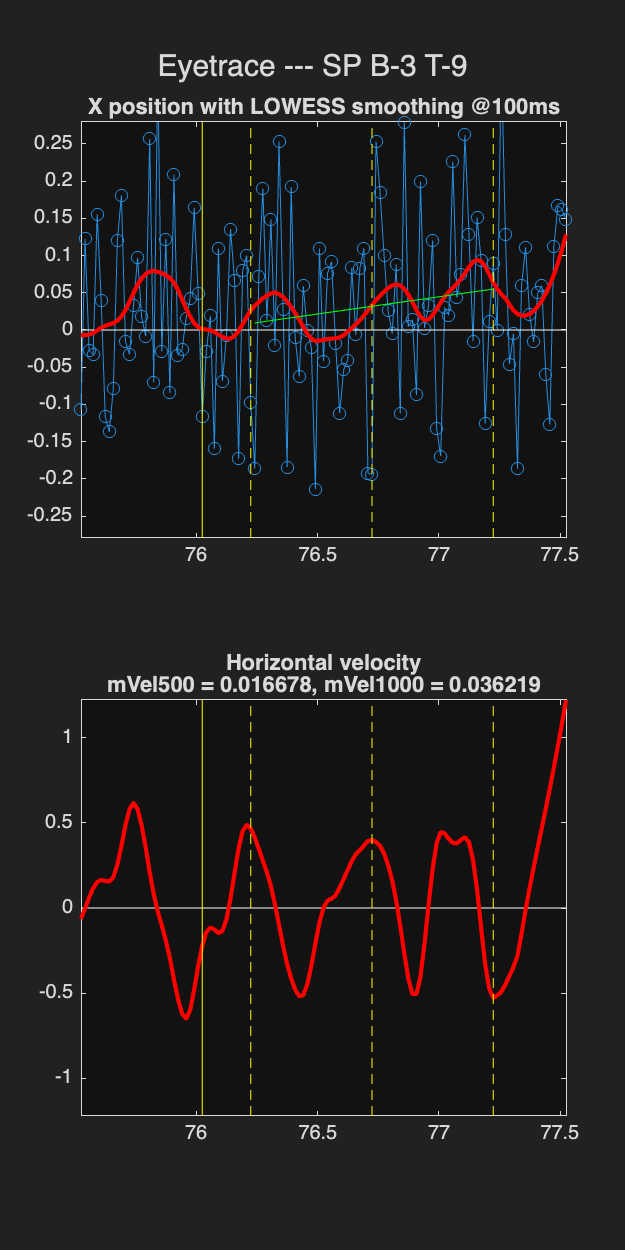 Eyetrace --- SP B-3 T-9
X position with LOWESS smoothing @100ms
0.25
0.2
0.15
0.1
0.05
0
-0.05
-0.1
-0.15
-0.2
-0.25
76 76.5 77 77.5
Horizontal velocity
mVel500 = 0.016678, mVel1000 = 0.036219
1
0.5
0
-0.5
-1
76 76.5 77 77.5